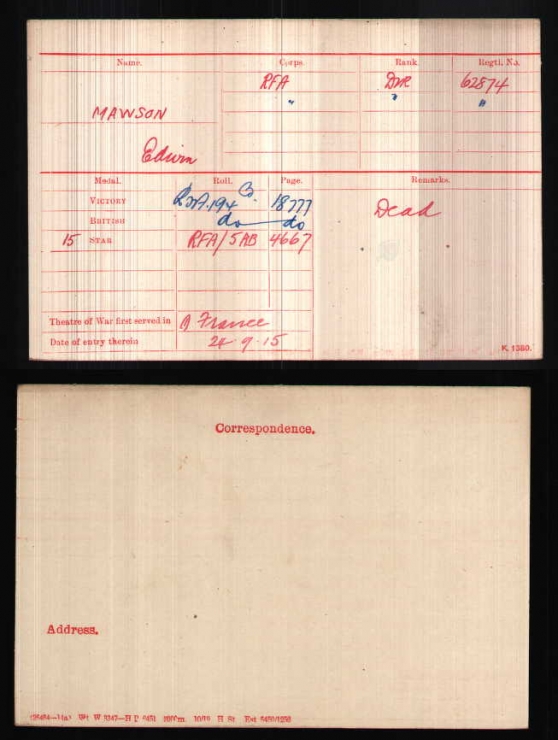 Name. Corps. Rank. Regtl. No.
RFA Dvr 62874
MAWSON " " "
Edwin
Medal. Roll. Page. Remarks.
VICTORY 194 B. 18777 Dead
BRITISH do do
15 STAR RFA/5AB 4667
Theatre of War first served in France
Date of entry therein 24.9.15
K. 1380.
Correspondence.
Address.